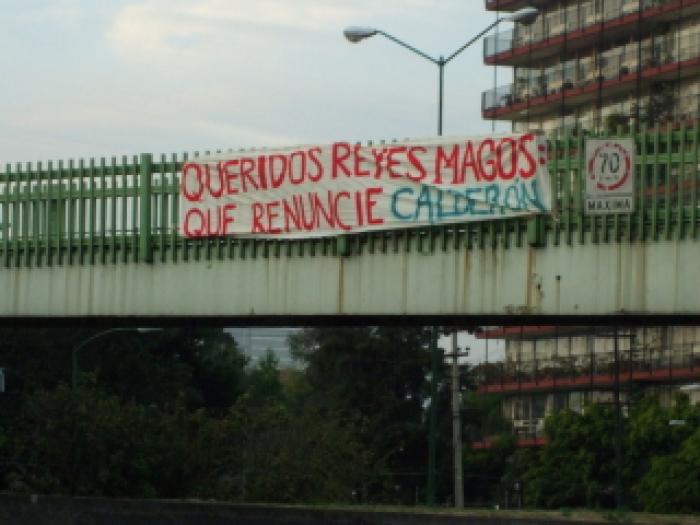 QUERIDOS REYES MAGOS:
QUE RENUNCIE CALDERÓN
70
MAXIMA